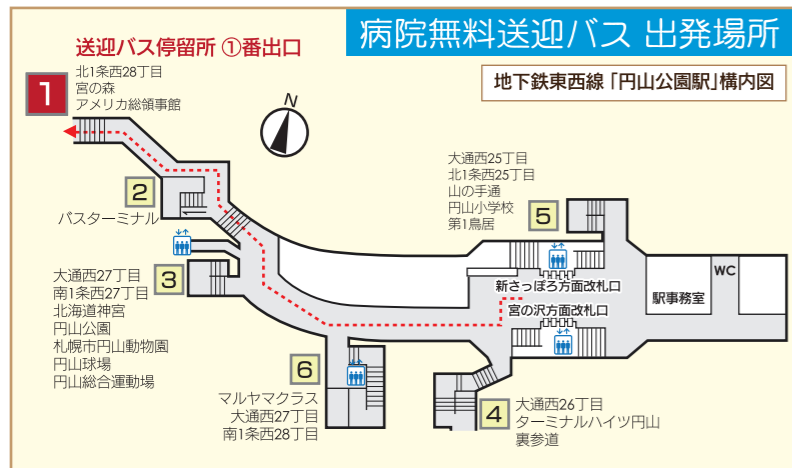 病院無料送迎バス 出発場所
地下鉄東西線「円山公園駅」構内図
送迎バス停留所 ①番出口
1
北1条西28丁目
宮の森
アメリカ総領事館
N
2
バスターミナル
3
大通西27丁目
南1条西27丁目
北海道神宮
円山公園
札幌市円山動物園
円山球場
円山総合運動場
大通西25丁目
北1条西25丁目
山の手通
円山小学校
第1鳥居
5
新さっぽろ方面改札口
宮の沢方面改札口
駅事務室
WC
6
マルヤマクラス
大通西27丁目
南1条西28丁目
4
大通西26丁目
ターミナルハイツ円山
裏参道